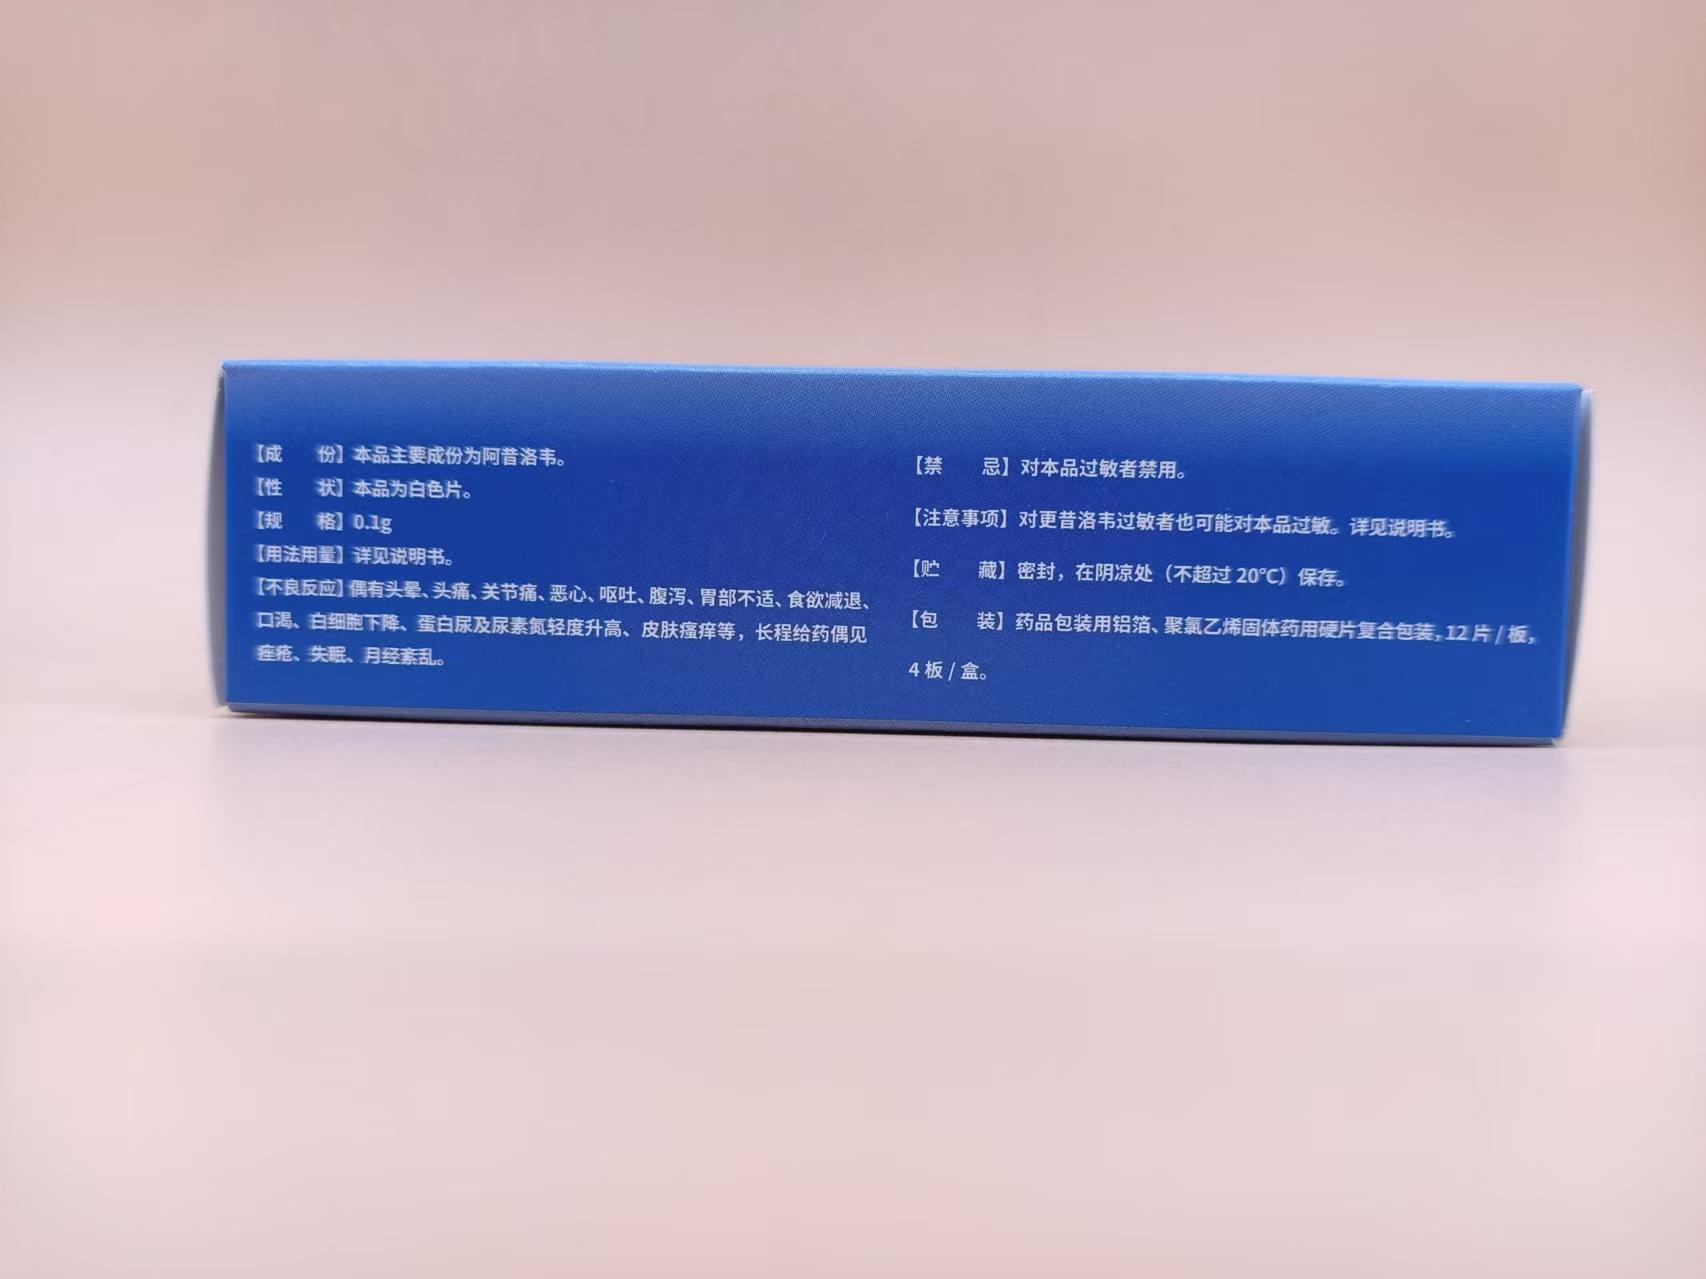 【成　　份】本品主要成份为阿昔洛韦。
【性　　状】本品为白色片。
【规　　格】0.1g
【用法用量】详见说明书。
【不良反应】偶有头晕、头痛、关节痛、恶心、呕吐、腹泻、胃部不适、食欲减退、
口渴、白细胞下降、蛋白尿及尿素氮轻度升高、皮肤瘙痒等，长程给药偶见
痤疮、失眠、月经紊乱。
【禁　　忌】对本品过敏者禁用。
【注意事项】对更昔洛韦过敏者也可能对本品过敏。详见说明书。
【贮　　藏】密封，在阴凉处（不超过 20℃）保存。
【包　　装】药品包装用铝箔、聚氯乙烯固体药用硬片复合包装，12 片 / 板，
4 板 / 盒。